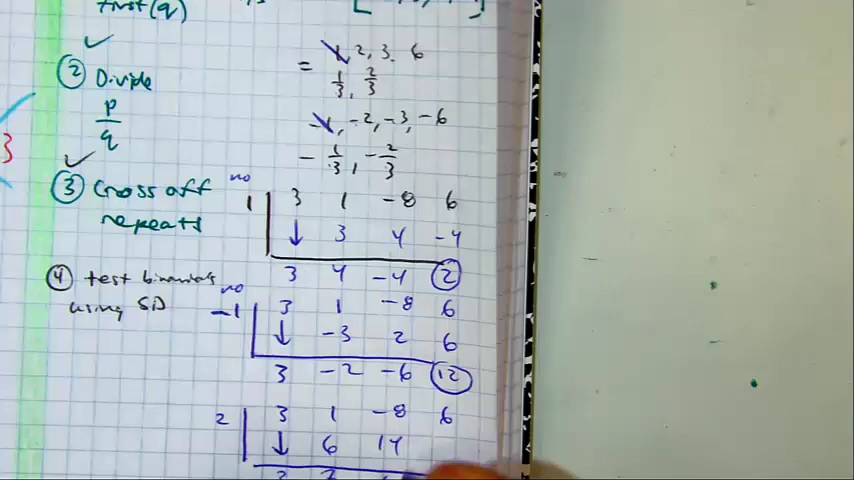 first(q)
② Divide
p
q
③ Cross off
repeats
④ test binomials
using SD
= 1, 2, 3, 6
1/3, 2/3
-1, -2, -3, -6
- 1/3, - 2/3
no
1 3 1 -8 6
↓ 3 4 -4
3 4 -4 2
no
-1 3 1 -8 6
↓ -3 2 6
3 -2 -6 12
2 3 1 -8 6
↓ 6 14
3